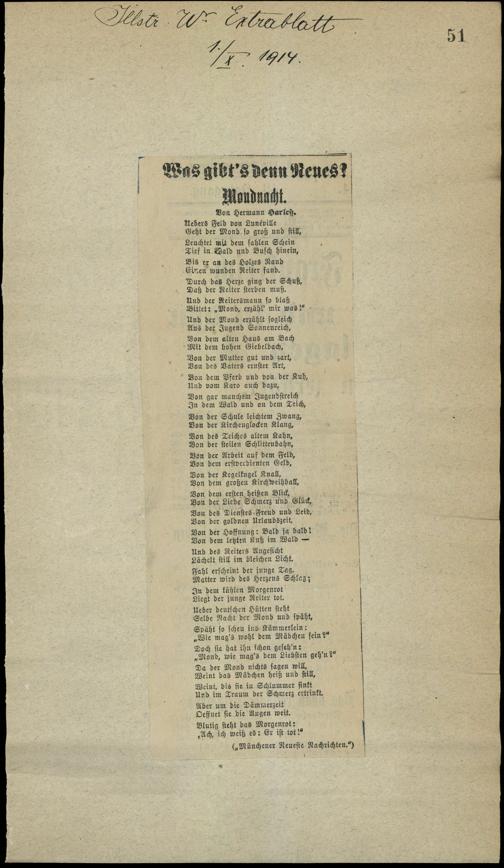 Illstr. Wr Extrablatt
1./X. 1914.
51
Was gibt's denn Neues?
Mondnacht.
Von Hermann Harleß.
Uebers Feld von Lunéville
Geht der Mond so groß und still,
Leuchtet mit dem fahlen Schein
Tief in Wald und Busch hinein,
Bis er an des Holzes Rand
Einen wunden Reiter fand.
Durch das Herze ging der Schuß,
Daß der Reiter sterben muß.
Und der Reitersmann so blaß
Bittet: „Mond, erzähl' mir was!"
Und der Mond erzählt sogleich
Aus der Jugend Sonnenreich,
Von dem alten Haus am Bach
Mit dem hohen Giebeldach,
Von der Mutter gut und zart,
Von des Vaters ernster Art,
Von dem Pferd und von der Kuh,
Und vom Karo auch dazu,
Von gar manchem Jugendstreich
In dem Wald und an dem Teich,
Von der Schule leichtem Zwang,
Von der Kirchenglocken Klang,
Von des Teiches altem Kahn,
Von der steilen Schlittenbahn,
Von der Arbeit auf dem Feld,
Von dem erstverdienten Geld,
Von der Kegelkugel Knall,
Von dem großen Kirchweihball,
Von dem ersten heißen Blick,
Von der Liebe Schmerz und Glück,
Von des Dienstes Freud und Leid,
Von der goldnen Urlaubszeit,
Von der Hoffnung: Bald ja bald!
Von dem letzten Kuß im Wald —
Und des Reiters Angesicht
Lächelt still im bleichen Licht.
Fahl erscheint der junge Tag.
Matter wird des Herzens Schlag;
In dem kühlen Morgenrot
Liegt der junge Reiter tot.
Ueber deutschen Hütten steht
Selbe Nacht der Mond und späht,
Späht so scheu ins Kämmerlein:
„Wie mag's wohl dem Mädchen sein?"
Doch sie hat ihn schon geseh'n:
„Mond, wie mag's dem Liebsten geh'n?"
Da der Mond nichts sagen will,
Weint das Mädchen heiß und still,
Weint, bis sie in Schlummer sinkt
Und im Traum der Schmerz ertrinkt.
Aber um die Dämmerzeit
Oeffnet sie die Augen weit.
Blutig steht das Morgenrot:
„Ach, ich weiß es: Er ist tot!"
(„Münchener Neueste Nachrichten.")